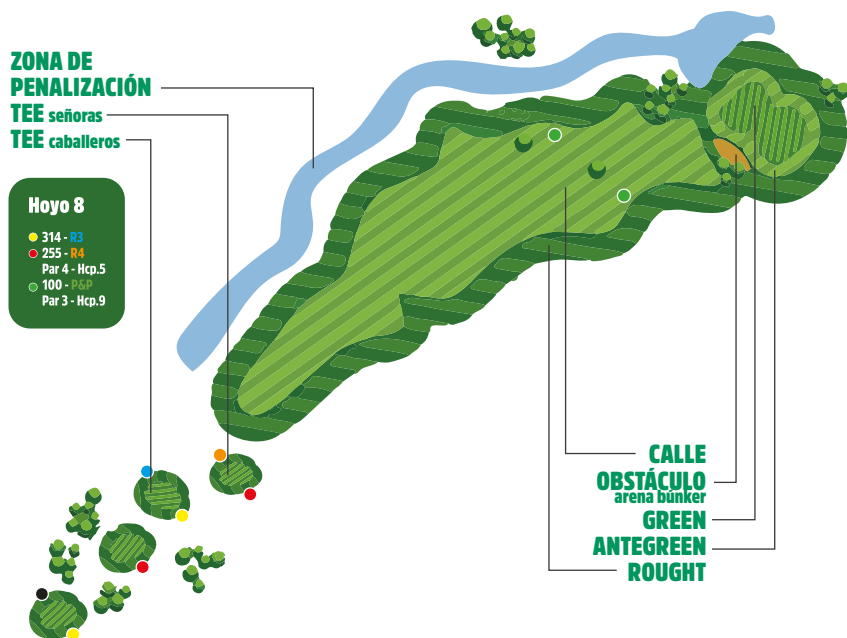 ZONA DE
PENALIZACIÓN
TEE señoras
TEE caballeros
Hoyo 8
314 - R3
255 - R4
Par 4 - Hcp.5
100 - P&P
Par 3 - Hcp.9
CALLE
OBSTÁCULO
arena búnker
GREEN
ANTEGREEN
ROUGHT